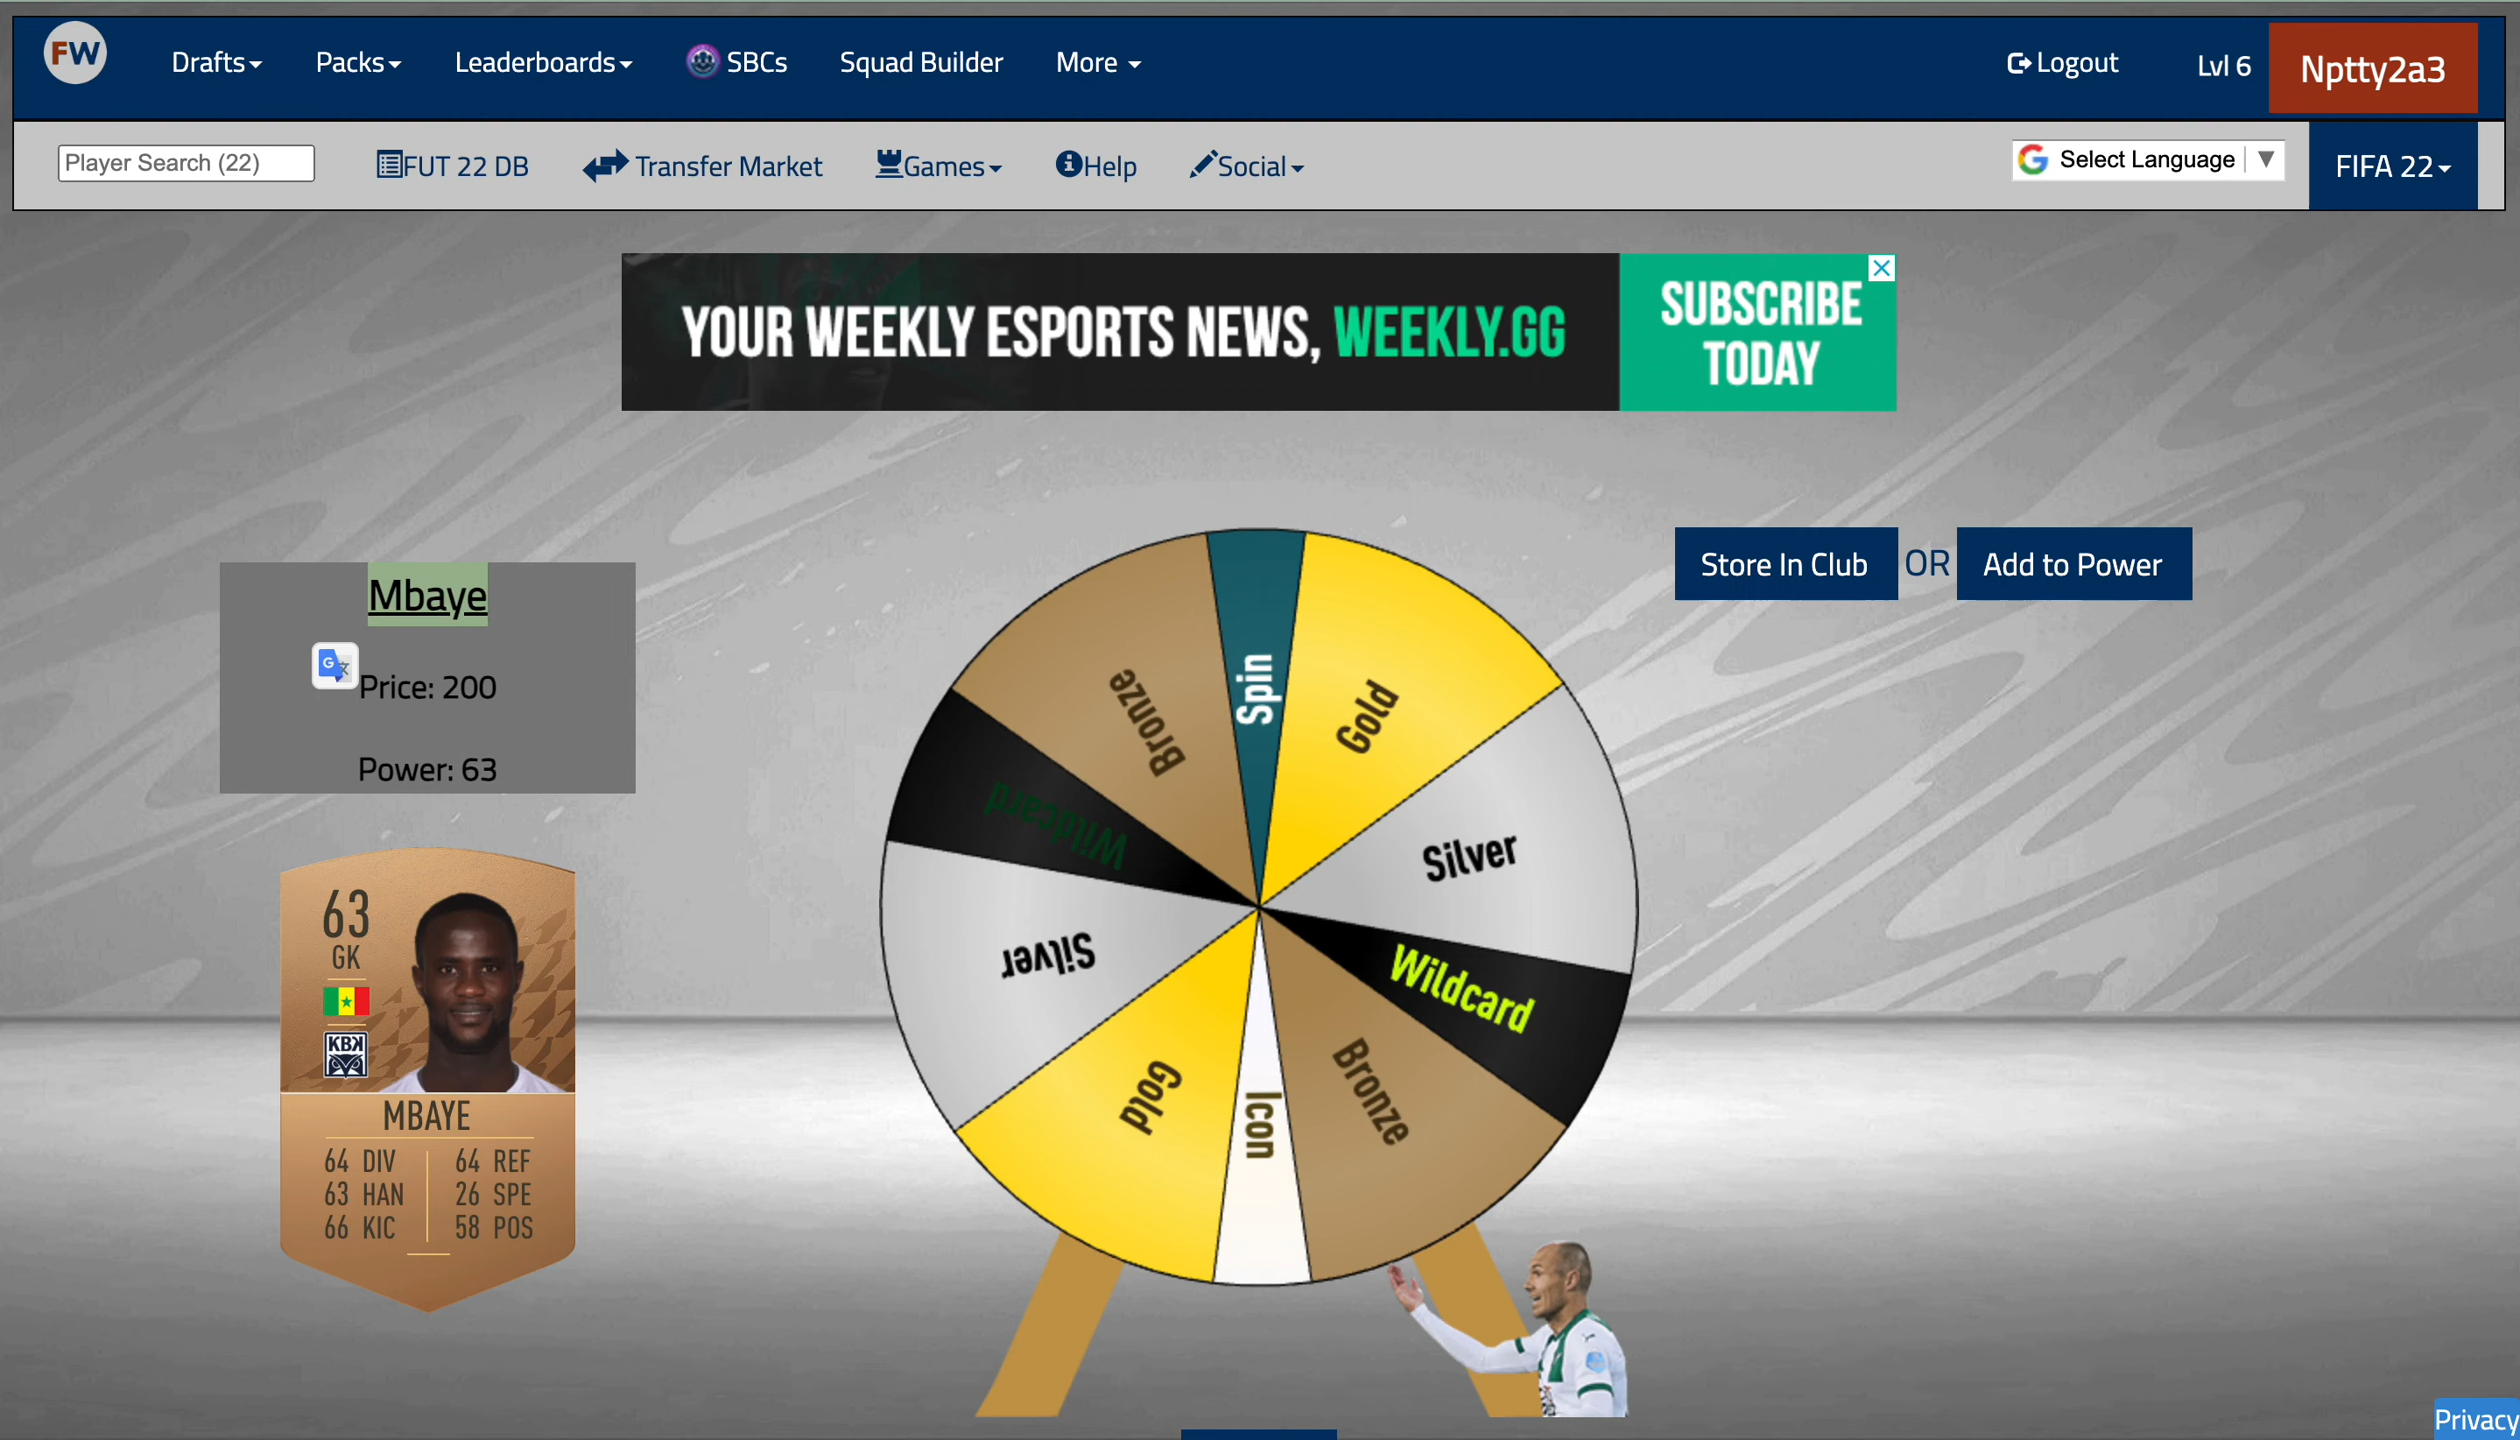 FW
Drafts
Packs
Leaderboards
SBCs
Squad Builder
More
Logout
Lvl 6
Nptty2a3
Player Search (22)
FUT 22 DB
Transfer Market
Games
Help
Social
Select Language
FIFA 22
YOUR WEEKLY ESPORTS NEWS, WEEKLY.GG
SUBSCRIBE
TODAY
Mbaye
Price: 200
Power: 63
Store In Club
OR
Add to Power
Spin
Gold
Silver
Wildcard
Bronze
Icon
Gold
Silver
Wildcard
Bronze
63
GK
KBK
MBAYE
64 DIV
64 REF
63 HAN
26 SPE
66 KIC
58 POS
Privacy